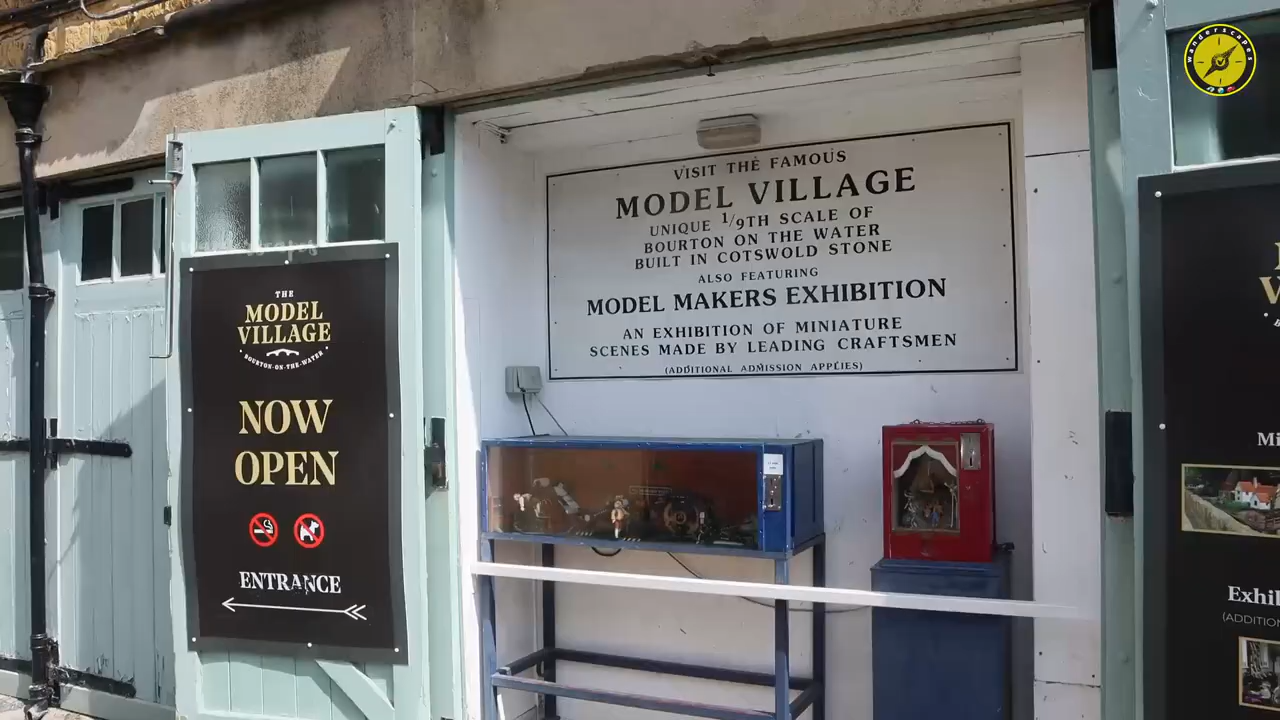 wanderscapes
VISIT THE FAMOUS
MODEL VILLAGE
UNIQUE 1/9TH SCALE OF
BOURTON ON THE WATER
BUILT IN COTSWOLD STONE
ALSO FEATURING
MODEL MAKERS EXHIBITION
AN EXHIBITION OF MINIATURE
SCENES MADE BY LEADING CRAFTSMEN
(ADDITIONAL ADMISSION APPLIES)
THE
MODEL
VILLAGE
BOURTON-ON-THE-WATER
NOW
OPEN
ENTRANCE